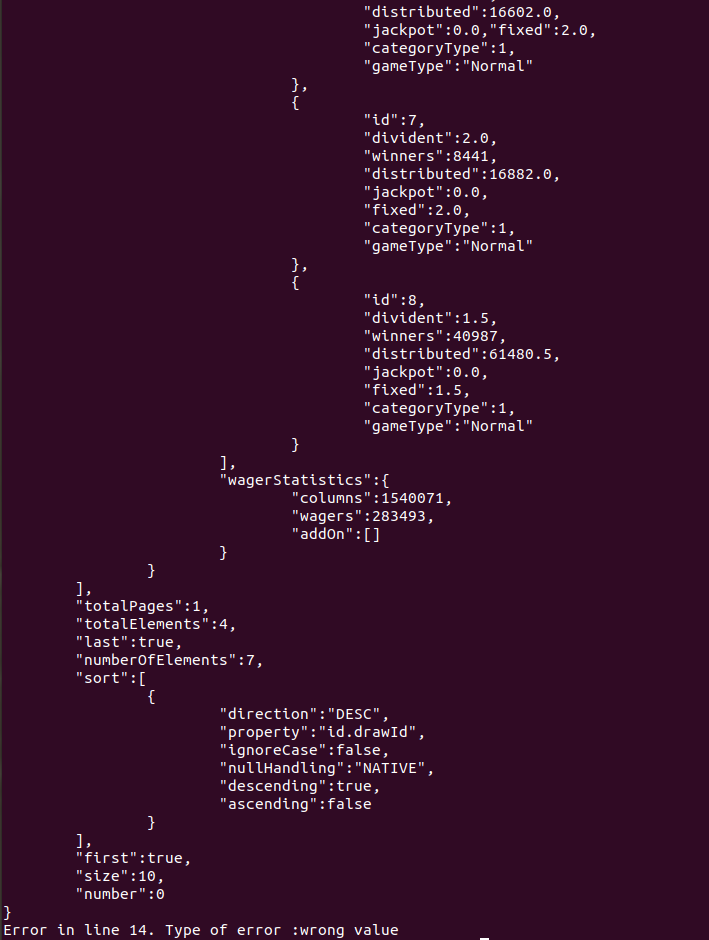 "distributed":16602.0,
"jackpot":0.0,"fixed":2.0,
"categoryType":1,
"gameType":"Normal"
},
{
"id":7,
"divident":2.0,
"winners":8441,
"distributed":16882.0,
"jackpot":0.0,
"fixed":2.0,
"categoryType":1,
"gameType":"Normal"
},
{
"id":8,
"divident":1.5,
"winners":40987,
"distributed":61480.5,
"jackpot":0.0,
"fixed":1.5,
"categoryType":1,
"gameType":"Normal"
}
],
"wagerStatistics":{
"columns":1540071,
"wagers":283493,
"addOn":[]
}
}
],
"totalPages":1,
"totalElements":4,
"last":true,
"numberOfElements":7,
"sort":[
{
"direction":"DESC",
"property":"id.drawId",
"ignoreCase":false,
"nullHandling":"NATIVE",
"descending":true,
"ascending":false
}
],
"first":true,
"size":10,
"number":0
}
Error in line 14. Type of error :wrong value